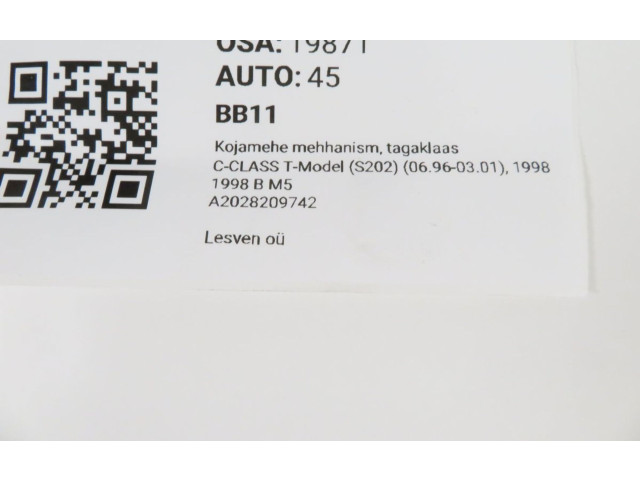 OSA: 19871
AUTO: 45
BB11
Kojamehe mehhanism, tagaklaas
C-CLASS T-Model (S202) (06.96-03.01), 1998
1998 B M5
A2028209742
Lesven oü